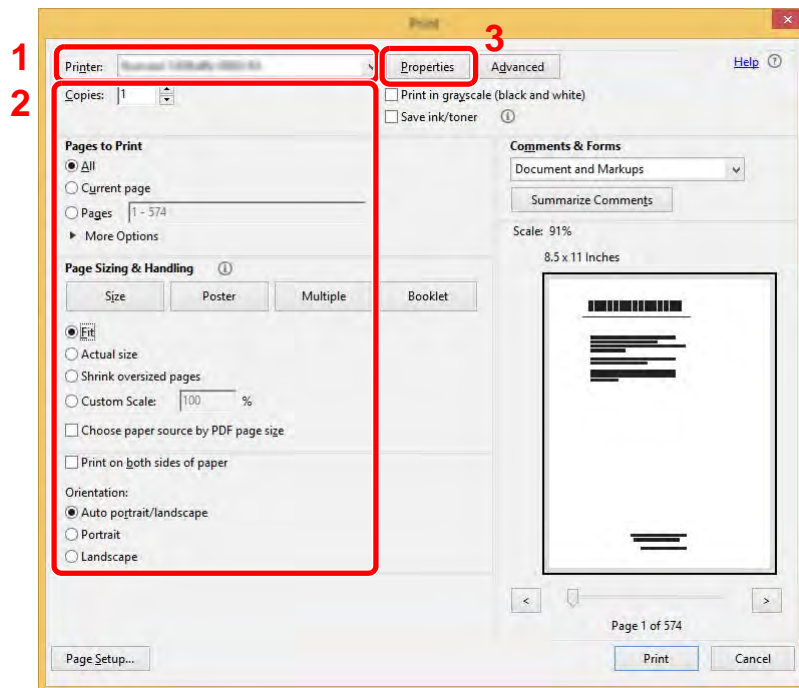 Print
3
1
Printer:
Properties
Advanced
Help
2
Copies: 1
Print in grayscale (black and white)
Save ink/toner
Pages to Print
All
Current page
Pages 1 - 574
More Options
Comments & Forms
Document and Markups
Summarize Comments
Scale: 91%
8.5 x 11 Inches
Page Sizing & Handling
Size Poster Multiple Booklet
Fit
Actual size
Shrink oversized pages
Custom Scale: 100 %
Choose paper source by PDF page size
Print on both sides of paper
Orientation:
Auto portrait/landscape
Portrait
Landscape
< >
Page 1 of 574
Page Setup...
Print
Cancel